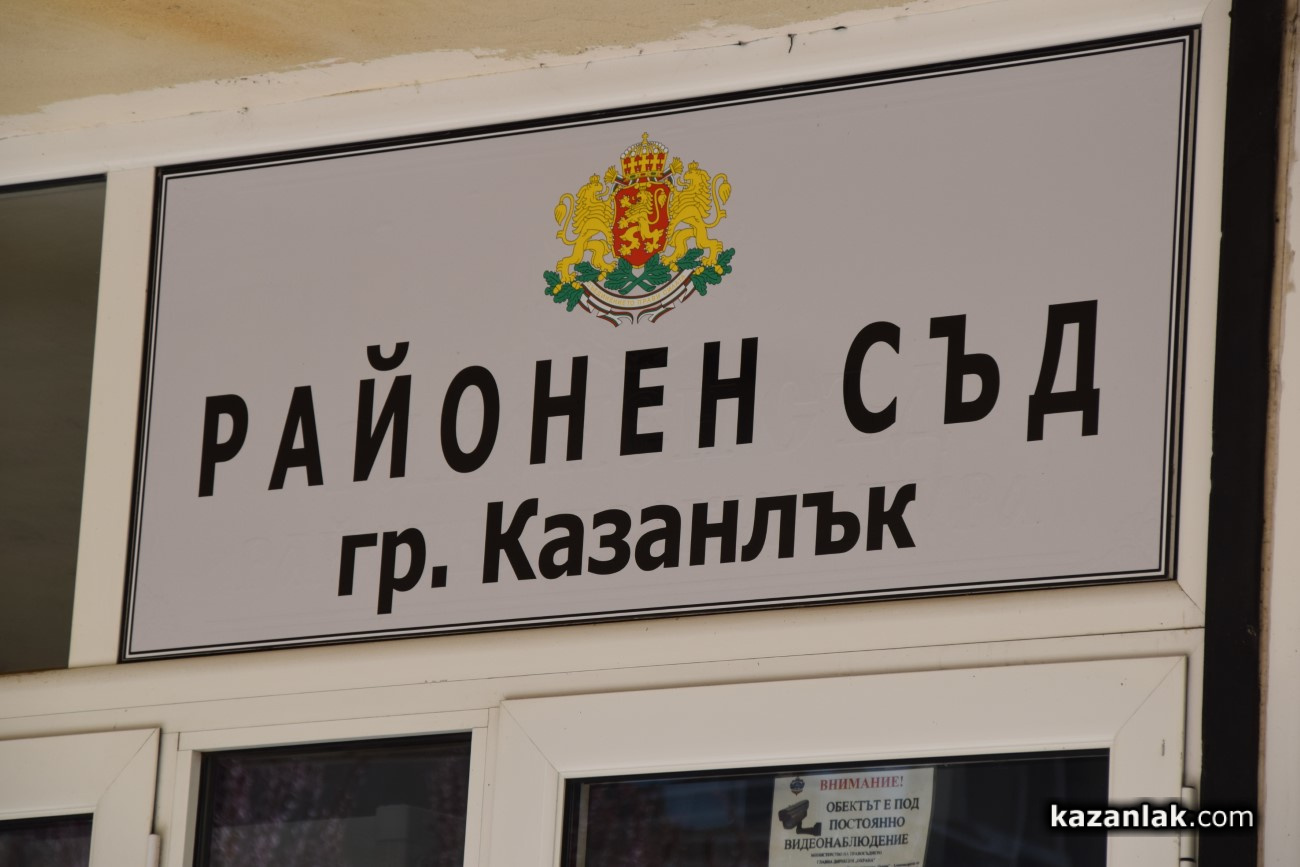 РАЙОНЕН СЪД
гр. Казанлък
ВНИМАНИЕ!
ОБЕКТЪТ Е ПОД
ПОСТОЯННО
ВИДЕОНАБЛЮДЕНИЕ
kazanlak.com